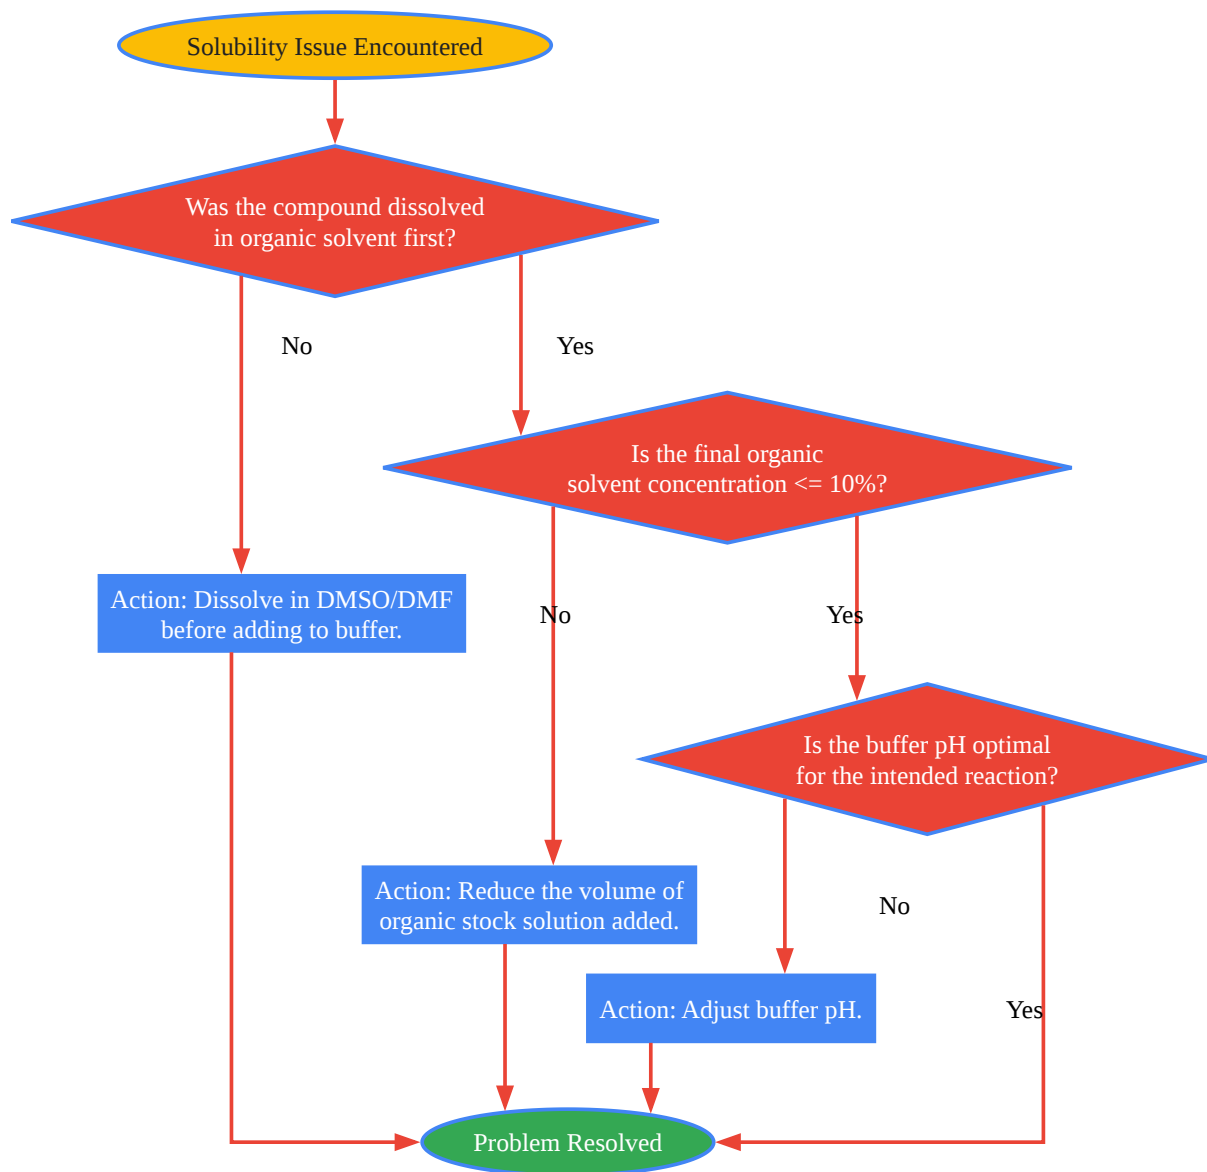 Solubility Issue Encountered
Was the compound dissolved
in organic solvent first?
No
Yes
Is the final organic
solvent concentration <= 10%?
Action: Dissolve in DMSO/DMF
before adding to buffer.
No
Yes
Is the buffer pH optimal
for the intended reaction?
Action: Reduce the volume of
organic stock solution added.
No
Action: Adjust buffer pH.
Yes
Problem Resolved